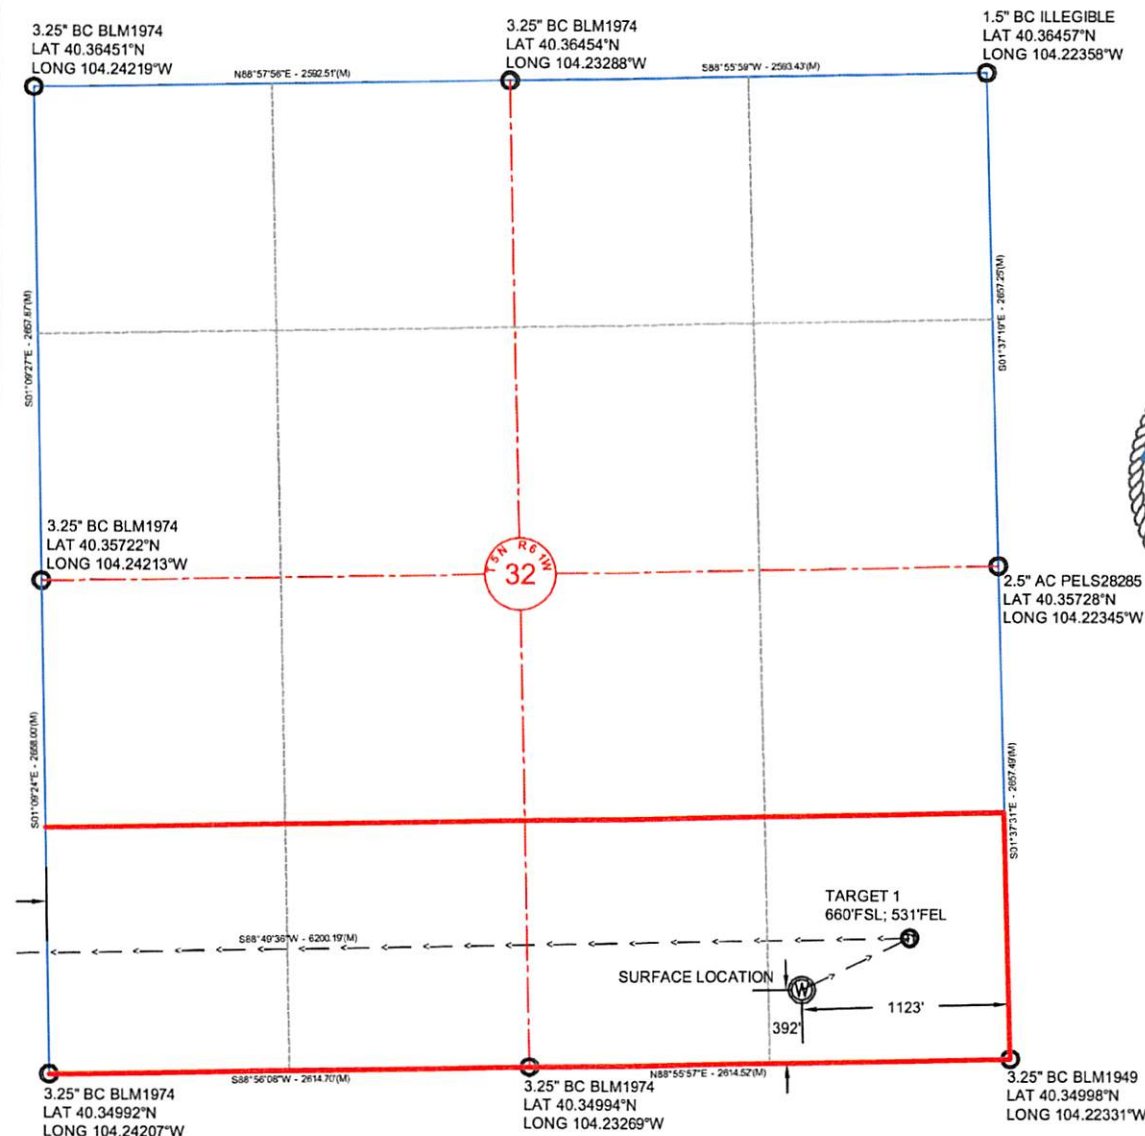 3.25" BC BLM1974
LAT 40.36451°N
LONG 104.24219°W
3.25" BC BLM1974
LAT 40.36454°N
LONG 104.23288°W
1.5" BC ILLEGIBLE
LAT 40.36457°N
LONG 104.22358°W
N88°57'56"E - 2592.51'(M)
S88°55'59"W - 2593.43'(M)
S01°09'27"E - 2657.67'(M)
S01°37'19"E - 2657.25'(M)
3.25" BC BLM1974
LAT 40.35722°N
LONG 104.24213°W
T5N R61W
32
2.5" AC PELS28285
LAT 40.35728°N
LONG 104.22345°W
S01°09'24"E - 2658.00'(M)
S01°37'31"E - 2657.49'(M)
TARGET 1
660'FSL; 531'FEL
S88°49'36"W - 6200.19'(M)
SURFACE LOCATION
W
1123'
392'
S88°56'08"W - 2614.70'(M)
N88°55'57"E - 2614.52'(M)
3.25" BC BLM1974
LAT 40.34992°N
LONG 104.24207°W
3.25" BC BLM1974
LAT 40.34994°N
LONG 104.23269°W
3.25" BC BLM1949
LAT 40.34998°N
LONG 104.22331°W